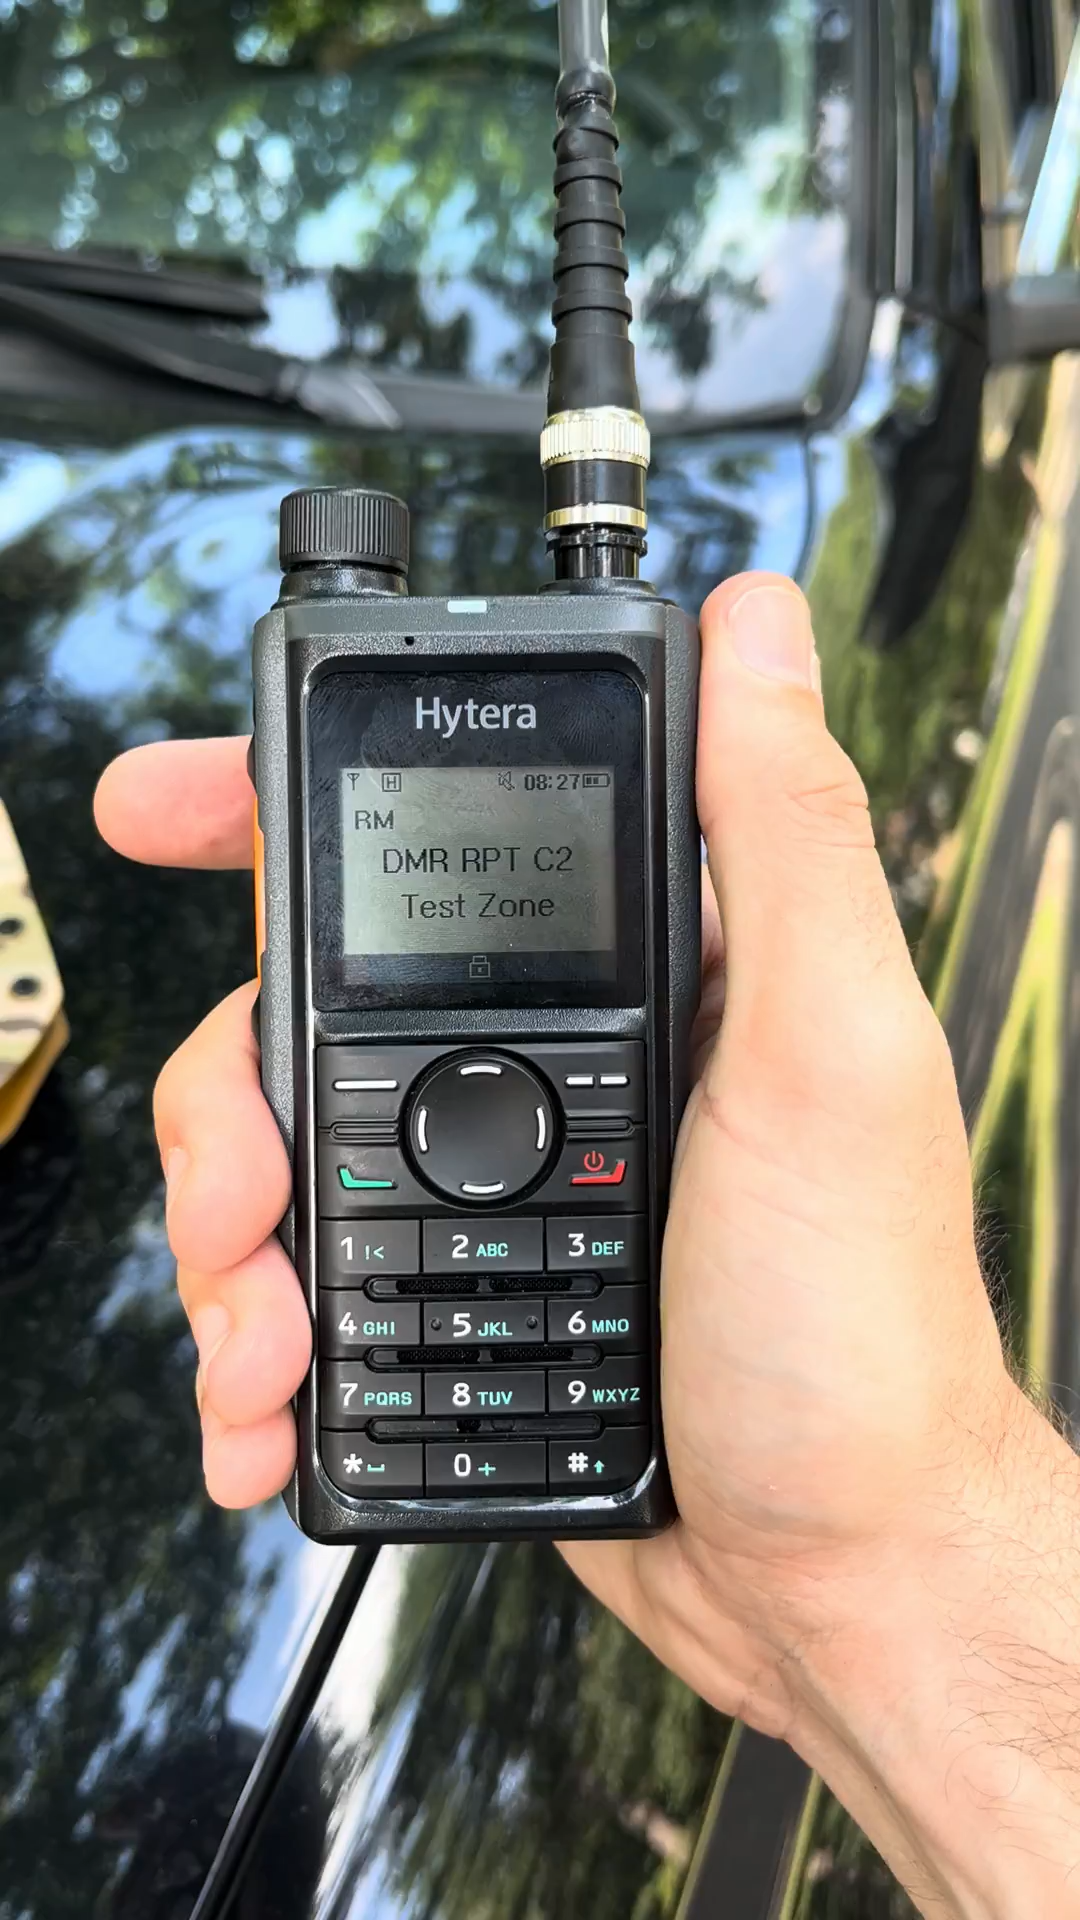 Hytera
H 08:27
RM
DMR RPT C2
Test Zone
1 !< 2 ABC 3 DEF
4 GHI 5 JKL 6 MNO
7 PQRS 8 TUV 9 WXYZ
* 0 + #